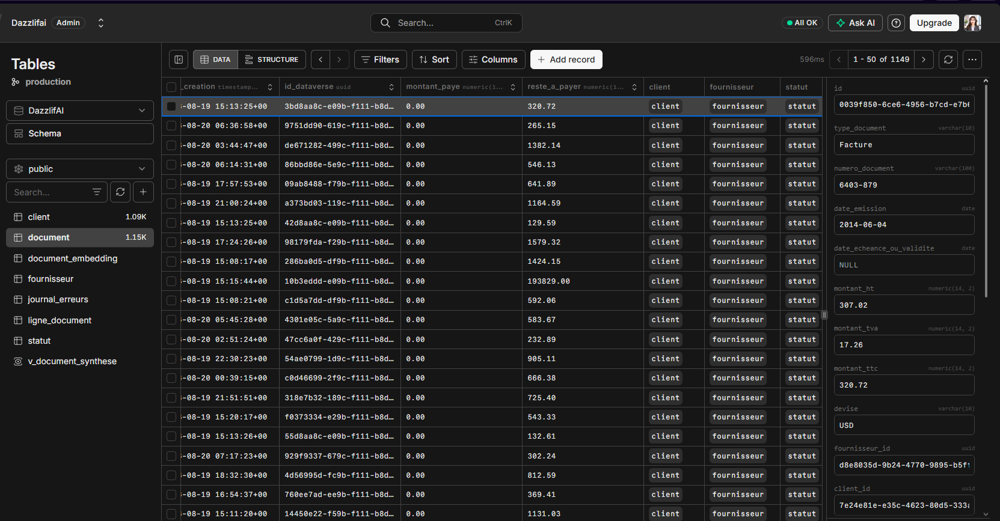 Dazzlifai Admin
Search... CtrlK
All OK
Ask AI
Upgrade
Tables
production
DazzlifAI
Schema
public
Search...
client 1.09K
document 1.15K
document_embedding
fournisseur
journal_erreurs
ligne_document
statut
v_document_synthese
DATA STRUCTURE Filters Sort Columns Add record 596ms 1 - 50 of 1149
_creation timestamp... id_dataverse uuid montant_paye numeric(1... reste_a_payer numeric(1... client fournisseur statut
-08-19 15:13:25+00 3bd8aa8c-e09b-f111-b8d… 0.00 320.72 client fournisseur statut
-08-20 06:36:58+00 9751dd90-619c-f111-b8d… 0.00 265.15 client fournisseur statut
-08-20 03:44:47+00 de671282-499c-f111-b8d… 0.00 1382.14 client fournisseur statut
-08-20 06:14:31+00 86bbd86e-5e9c-f111-b8d… 0.00 546.13 client fournisseur statut
-08-19 17:57:53+00 09ab8488-f79b-f111-b8d… 0.00 641.89 client fournisseur statut
-08-19 21:00:24+00 a373bd03-119c-f111-b8d… 0.00 1164.59 client fournisseur statut
-08-19 15:13:25+00 42d8aa8c-e09b-f111-b8d… 0.00 129.59 client fournisseur statut
-08-19 17:24:26+00 98179fda-f29b-f111-b8d… 0.00 1579.32 client fournisseur statut
-08-19 15:08:17+00 286ba0d5-df9b-f111-b8d… 0.00 1424.15 client fournisseur statut
-08-19 15:15:44+00 10b3eddd-e09b-f111-b8d… 0.00 193829.00 client fournisseur statut
-08-19 15:08:21+00 c1d5a7dd-df9b-f111-b8d… 0.00 592.06 client fournisseur statut
-08-20 05:45:28+00 4301e05c-5a9c-f111-b8d… 0.00 583.67 client fournisseur statut
-08-20 02:51:24+00 47cc6a0f-429c-f111-b8d… 0.00 232.89 client fournisseur statut
-08-19 22:30:23+00 54ae0799-1d9c-f111-b8d… 0.00 905.11 client fournisseur statut
-08-20 00:39:15+00 c0d46699-2f9c-f111-b8d… 0.00 666.38 client fournisseur statut
-08-19 21:51:51+00 318e7b32-189c-f111-b8d… 0.00 725.40 client fournisseur statut
-08-19 15:20:17+00 f0373334-e29b-f111-b8d… 0.00 543.33 client fournisseur statut
-08-19 15:13:26+00 55d8aa8c-e09b-f111-b8d… 0.00 132.61 client fournisseur statut
-08-20 07:17:23+00 929f9337-679c-f111-b8d… 0.00 302.24 client fournisseur statut
-08-19 18:32:30+00 4d56995d-fc9b-f111-b8d… 0.00 812.59 client fournisseur statut
-08-19 16:54:37+00 760ee7ad-ee9b-f111-b8d… 0.00 369.41 client fournisseur statut
-08-19 15:11:20+00 14450e22-f59b-f111-b8d… 0.00 1131.03 client fournisseur statut
id uuid
0039f850-6ce6-4956-b7cd-e7b6
type_document varchar(10)
Facture
numero_document varchar(100)
6403-879
date_emission date
2014-06-04
date_echeance_ou_validite date
NULL
montant_ht numeric(14, 2)
307.02
montant_tva numeric(14, 2)
17.26
montant_ttc numeric(14, 2)
320.72
devise varchar(10)
USD
fournisseur_id uuid
d8e8035d-9b24-4770-9895-b5f
client_id uuid
7e24e81e-e35c-4623-80d5-333